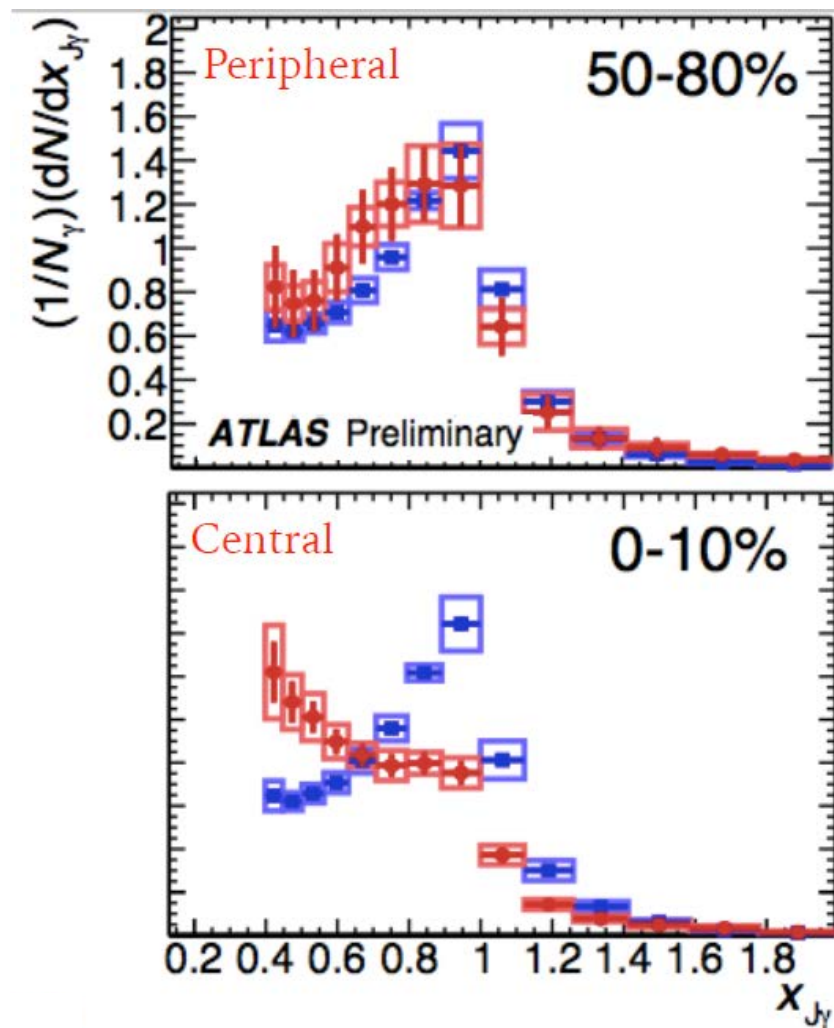 (1/Nγ)(dN/dxJγ)
2
Peripheral
50-80%
1.8
1.6
1.4
1.2
1
0.8
0.6
0.4
0.2
ATLAS Preliminary
Central
0-10%
0.2 0.4 0.6 0.8 1 1.2 1.4 1.6 1.8
xJγ